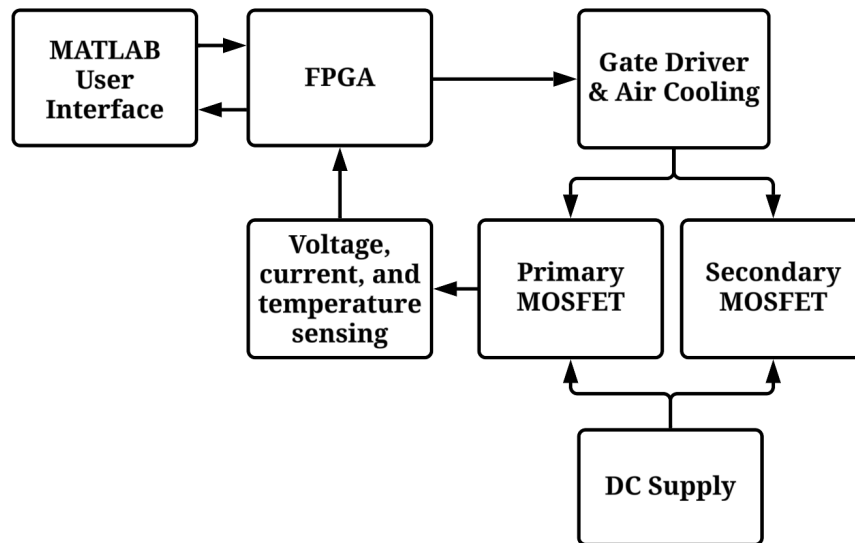 MATLAB
User
Interface
FPGA
Gate Driver
& Air Cooling
Voltage,
current, and
temperature
sensing
Primary
MOSFET
Secondary
MOSFET
DC Supply